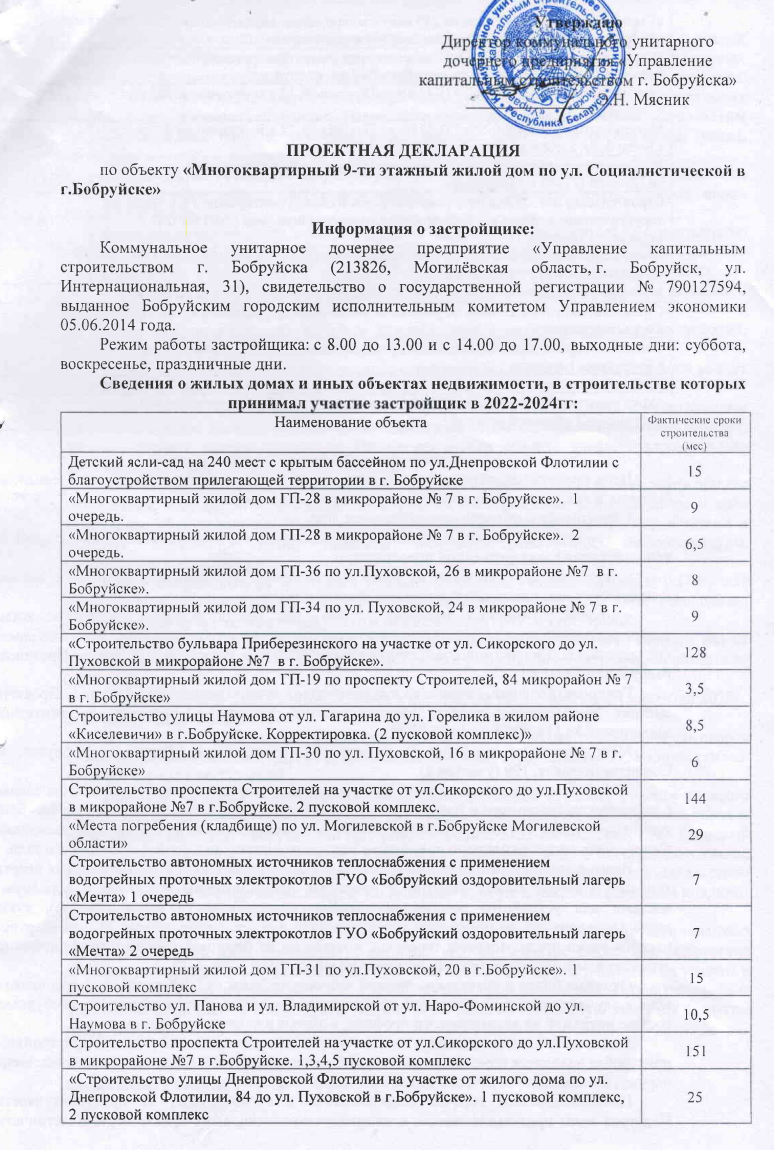 Утверждаю
Директор коммунального унитарного
дочернего предприятия «Управление
капитальным строительством г. Бобруйска»
Э.Н. Мясник
ПРОЕКТНАЯ ДЕКЛАРАЦИЯ
по объекту «Многоквартирный 9-ти этажный жилой дом по ул. Социалистической в
г.Бобруйске»
Информация о застройщике:
Коммунальное унитарное дочернее предприятие «Управление капитальным
строительством г. Бобруйска (213826, Могилёвская область, г. Бобруйск, ул.
Интернациональная, 31), свидетельство о государственной регистрации № 790127594,
выданное Бобруйским городским исполнительным комитетом Управлением экономики
05.06.2014 года.
Режим работы застройщика: с 8.00 до 13.00 и с 14.00 до 17.00, выходные дни: суббота,
воскресенье, праздничные дни.
Сведения о жилых домах и иных объектах недвижимости, в строительстве которых
принимал участие застройщик в 2022-2024гг:
Наименование объекта
Фактические сроки
строительства
(мес)
Детский ясли-сад на 240 мест с крытым бассейном по ул.Днепровской Флотилии с
благоустройством прилегающей территории в г. Бобруйске
15
«Многоквартирный жилой дом ГП-28 в микрорайоне № 7 в г. Бобруйске». 1
очередь.
9
«Многоквартирный жилой дом ГП-28 в микрорайоне № 7 в г. Бобруйске». 2
очередь.
6,5
«Многоквартирный жилой дом ГП-36 по ул.Пуховской, 26 в микрорайоне №7 в г.
Бобруйске».
8
«Многоквартирный жилой дом ГП-34 по ул. Пуховской, 24 в микрорайоне № 7 в г.
Бобруйске».
9
«Строительство бульвара Приберезинского на участке от ул. Сикорского до ул.
Пуховской в микрорайоне №7 в г. Бобруйске».
128
«Многоквартирный жилой дом ГП-19 по проспекту Строителей, 84 микрорайон № 7
в г. Бобруйске»
3,5
Строительство улицы Наумова от ул. Гагарина до ул. Горелика в жилом районе
«Киселевичи» в г.Бобруйске. Корректировка. (2 пусковой комплекс)»
8,5
«Многоквартирный жилой дом ГП-30 по ул. Пуховской, 16 в микрорайоне № 7 в г.
Бобруйске»
6
Строительство проспекта Строителей на участке от ул.Сикорского до ул.Пуховской
в микрорайоне №7 в г.Бобруйске. 2 пусковой комплекс.
144
«Места погребения (кладбище) по ул. Могилевской в г.Бобруйске Могилевской
области»
29
Строительство автономных источников теплоснабжения с применением
водогрейных проточных электрокотлов ГУО «Бобруйский оздоровительный лагерь
«Мечта» 1 очередь
7
Строительство автономных источников теплоснабжения с применением
водогрейных проточных электрокотлов ГУО «Бобруйский оздоровительный лагерь
«Мечта» 2 очередь
7
«Многоквартирный жилой дом ГП-31 по ул.Пуховской, 20 в г.Бобруйске». 1
пусковой комплекс
15
Строительство ул. Панова и ул. Владимирской от ул. Наро-Фоминской до ул.
Наумова в г. Бобруйске
10,5
Строительство проспекта Строителей на участке от ул.Сикорского до ул.Пуховской
в микрорайоне №7 в г.Бобруйске. 1,3,4,5 пусковой комплекс
151
«Строительство улицы Днепровской Флотилии на участке от жилого дома по ул.
Днепровской Флотилии, 84 до ул. Пуховской в г.Бобруйске». 1 пусковой комплекс,
2 пусковой комплекс
25